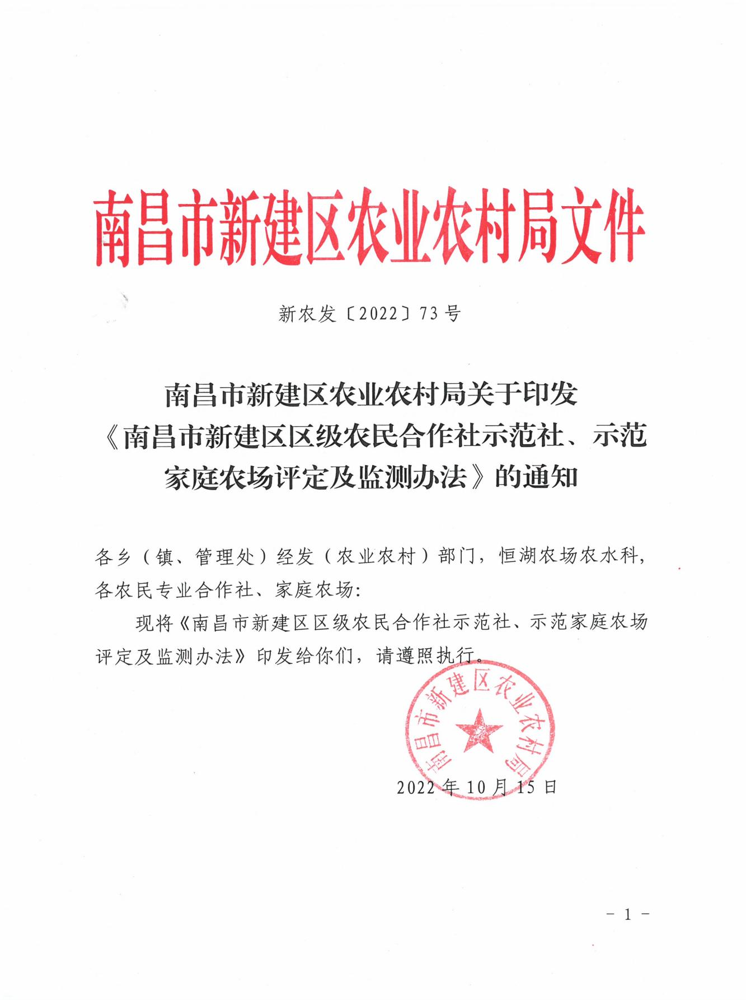 南昌市新建区农业农村局文件
新农发〔2022〕73号
南昌市新建区农业农村局关于印发
《南昌市新建区区级农民合作社示范社、示范
家庭农场评定及监测办法》的通知
各乡（镇、管理处）经发（农业农村）部门，恒湖农场农水科，
各农民专业合作社、家庭农场：
现将《南昌市新建区区级农民合作社示范社、示范家庭农场
评定及监测办法》印发给你们，请遵照执行。
南昌市新建区农业农村局
2022年10月15日
- 1 -